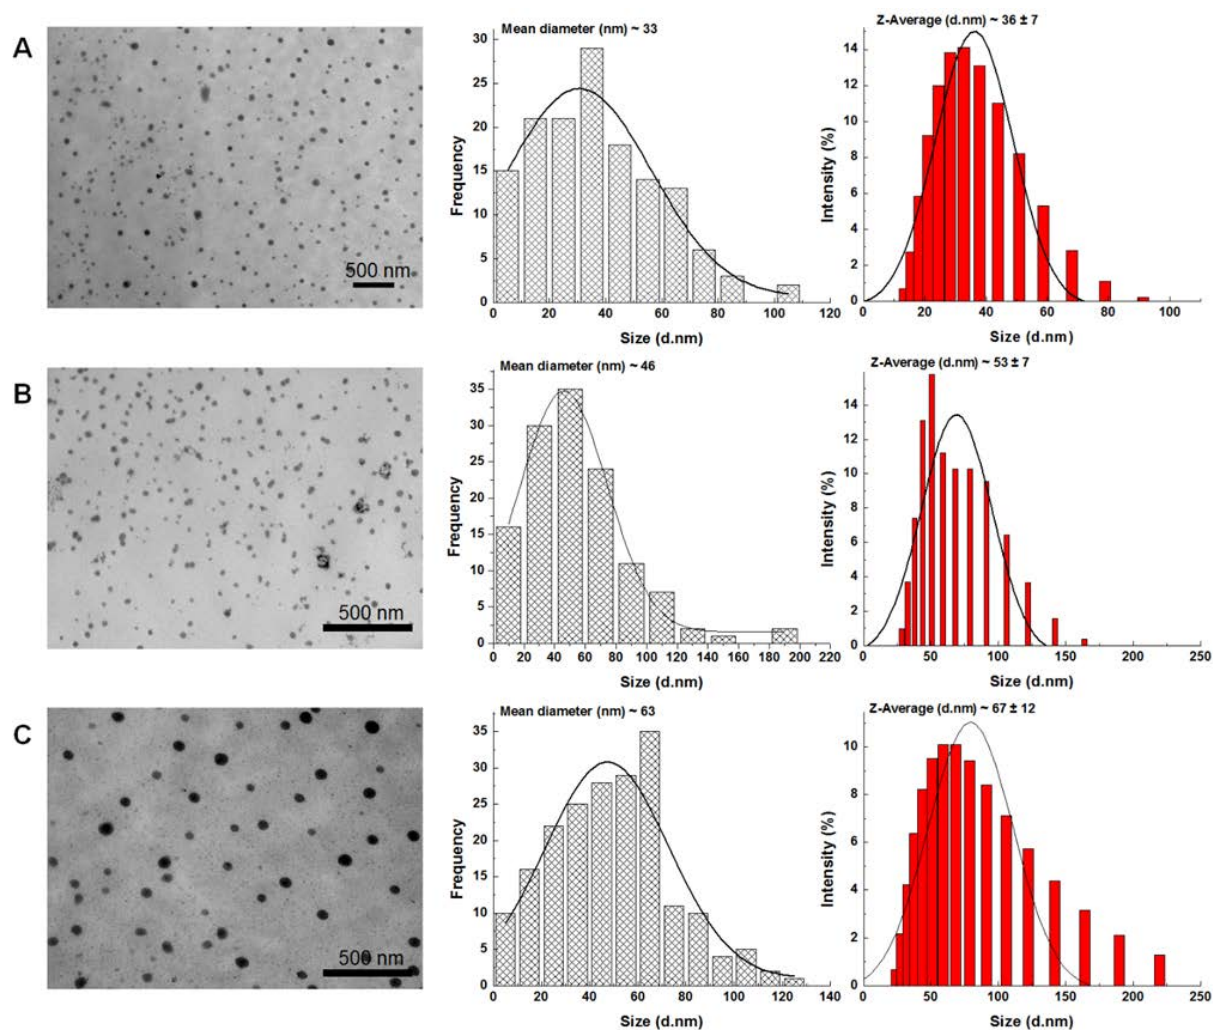 A
500 nm
Mean diameter (nm) ~ 33
Frequency
30
25
20
15
10
5
0
0 20 40 60 80 100 120
Size (d.nm)
Z-Average (d.nm) ~ 36 ± 7
Intensity (%)
14
12
10
8
6
4
2
0
20 40 60 80 100
Size (d.nm)
B
500 nm
Mean diameter (nm) ~ 46
Frequency
35
30
25
20
15
10
5
0
0 20 40 60 80 100 120 140 160 180 200 220
Size (d.nm)
Z-Average (d.nm) ~ 53 ± 7
Intensity (%)
14
12
10
8
6
4
2
0
0 50 100 150 200 250
Size (d.nm)
C
500 nm
Mean diameter (nm) ~ 63
Frequency
35
30
25
20
15
10
5
0
0 20 40 60 80 100 120 140
Size (d.nm)
Z-Average (d.nm) ~ 67 ± 12
Intensity (%)
10
8
6
4
2
0
0 50 100 150 200 250
Size (d.nm)